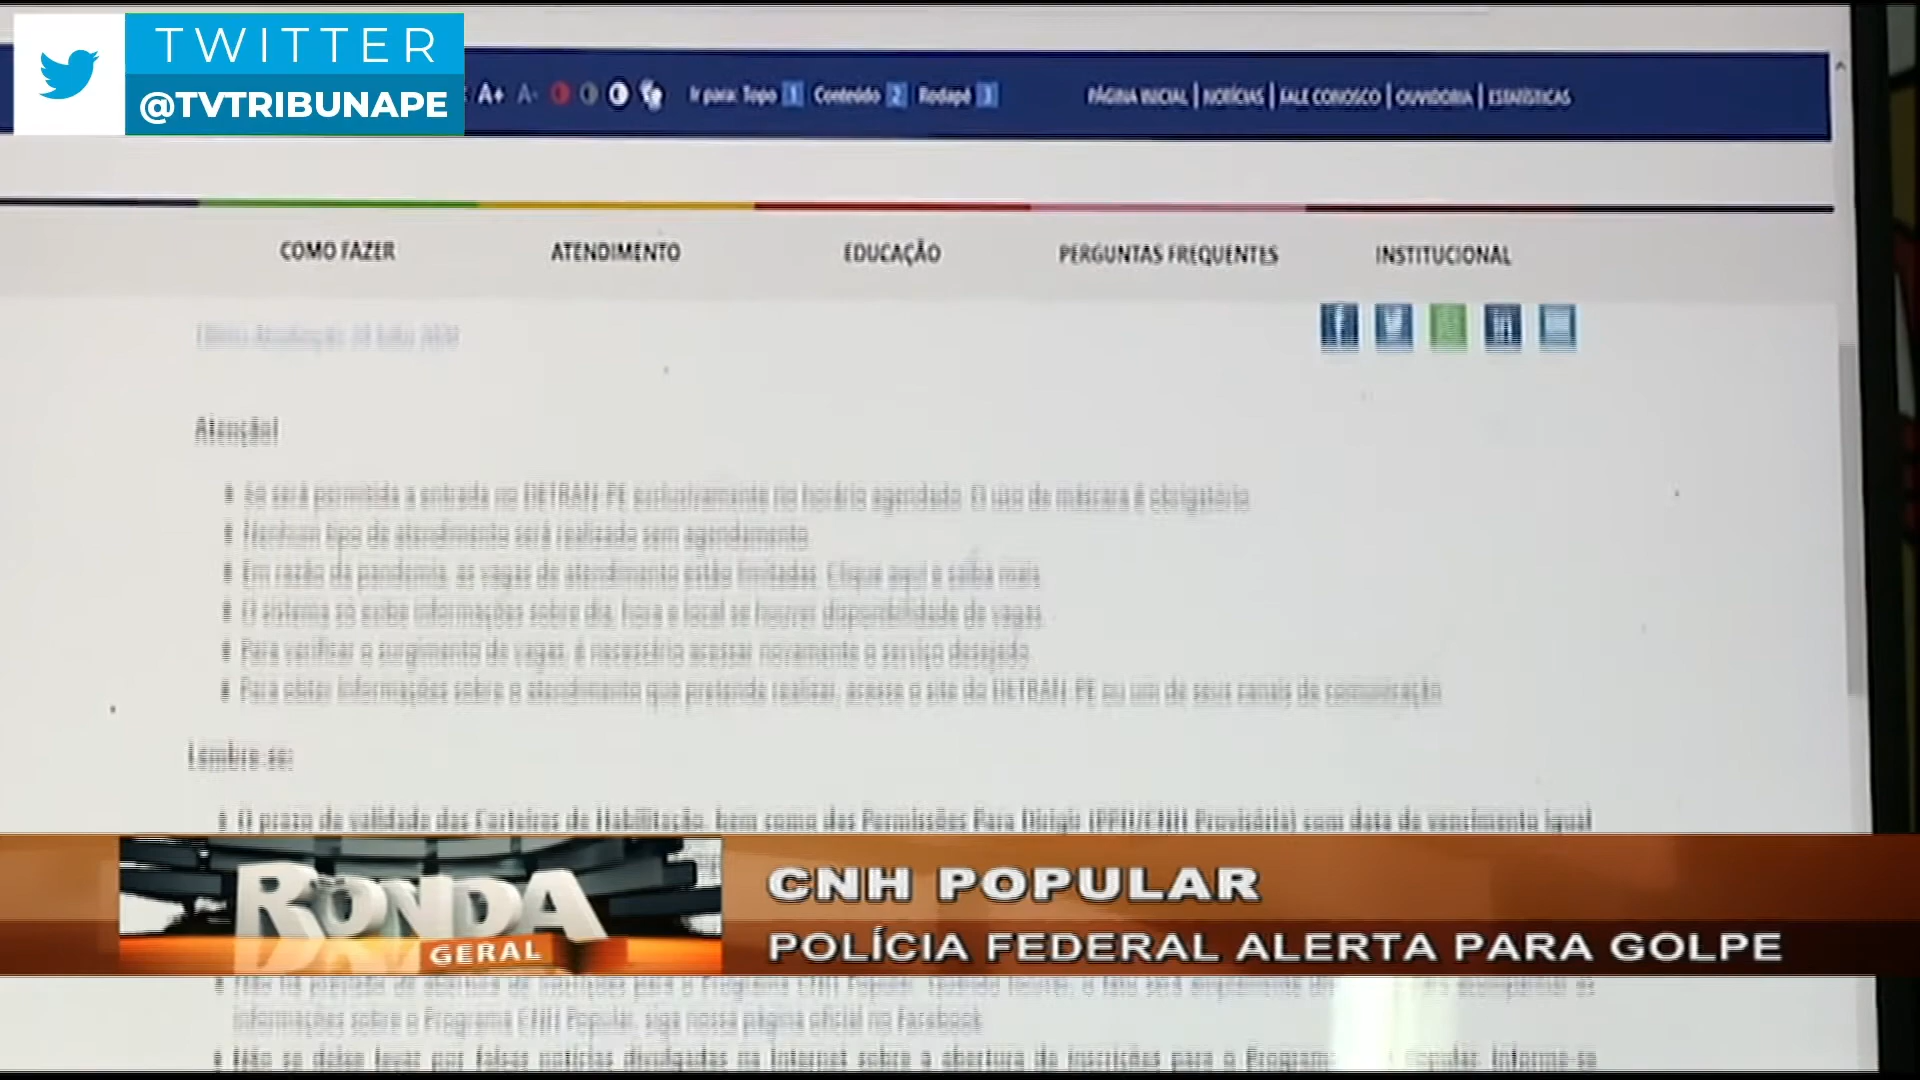 TWITTER
@TVTRIBUNAPE
A+ A- Ir para: Topo 1 Conteúdo 2 Rodapé 3 PÁGINA INICIAL | NOTÍCIAS | FALE CONOSCO | OUVIDORIA | ESTATÍSTICAS
COMO FAZER ATENDIMENTO EDUCAÇÃO PERGUNTAS FREQUENTES INSTITUCIONAL
Atenção!
Só será permitida a entrada no DETRAN-PE exclusivamente no horário agendado. O uso de máscara é obrigatório.
Nenhum tipo de atendimento será realizado sem agendamento.
Em razão da pandemia, as vagas de atendimento estão limitadas. Clique aqui e saiba mais.
O sistema só exibe informações sobre dia, hora e local se houver disponibilidade de vagas.
Para verificar o surgimento de vagas, é necessário acessar novamente o serviço desejado.
Para obter informações sobre o atendimento que pretende realizar, acesse o site do DETRAN-PE ou um de seus canais de comunicação.
Lembre-se:
O prazo de validade das Carteiras de Habilitação, bem como das Permissões Para Dirigir (PPD/CNH Provisória) com data de vencimento igual
RONDA
GERAL
CNH POPULAR
POLÍCIA FEDERAL ALERTA PARA GOLPE
informações sobre o Programa CNH Popular, siga nossa página oficial no Facebook
Não se deixe levar por falsas notícias divulgadas na Internet sobre a abertura de inscrições para o Popular. Informe-se